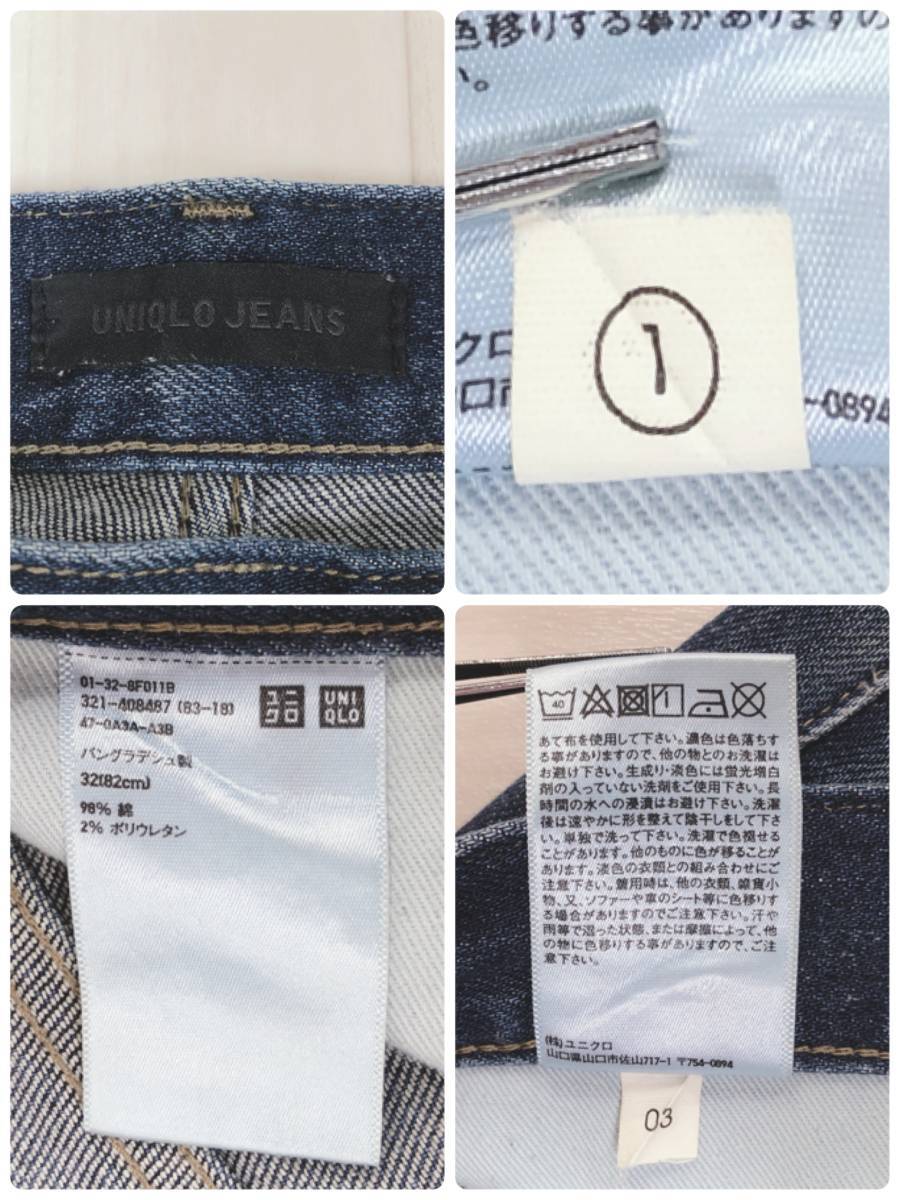 UNIQLO JEANS
色移りする事がありますの
い。
クロ
口市
-0894
1
01-32-8F011B
321-408487 (83-18)
47-0A3A-A3B
バングラデシュ製
32(82cm)
98% 綿
2% ポリウレタン
ユニ
クロ
UNI
QLO
40
あて布を使用して下さい。濃色は色落ちす
る事がありますので、他の物とのお洗濯は
お避け下さい。生成り・淡色には蛍光増白
剤の入っていない洗剤をご使用下さい。長
時間の水への浸漬はお避け下さい。洗濯
後は速やかに形を整えて陰干しをして下さ
い。単独で洗って下さい。洗濯で色褪せる
ことがあります。他のものに色が移ることが
あります。淡色の衣類との組み合わせにご
注意下さい。着用時は、他の衣類、雑貨小
物、又、ソファーや車のシート等に色移りす
る場合がありますのでご注意下さい。汗や
雨等で湿った状態、または摩擦によって、他
の物に色移りする事がありますので、ご注
意下さい。
(株)ユニクロ
山口県山口市佐山717-1 〒754-0894
03